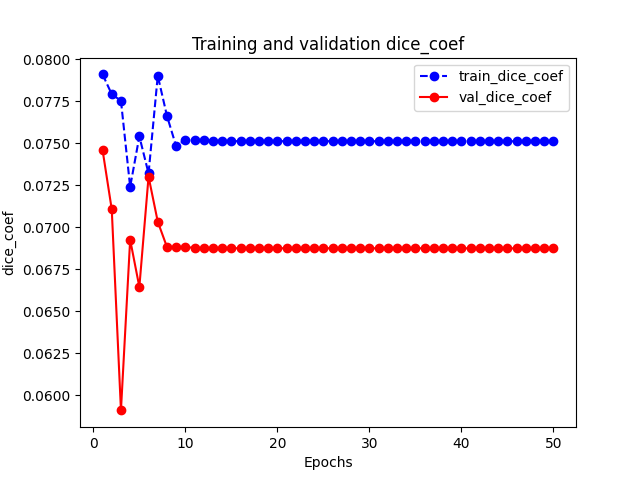 Training and validation dice_coef
0.0800
0.0775
0.0750
0.0725
0.0700
0.0675
0.0650
0.0625
0.0600
dice_coef
train_dice_coef
val_dice_coef
0 10 20 30 40 50
Epochs